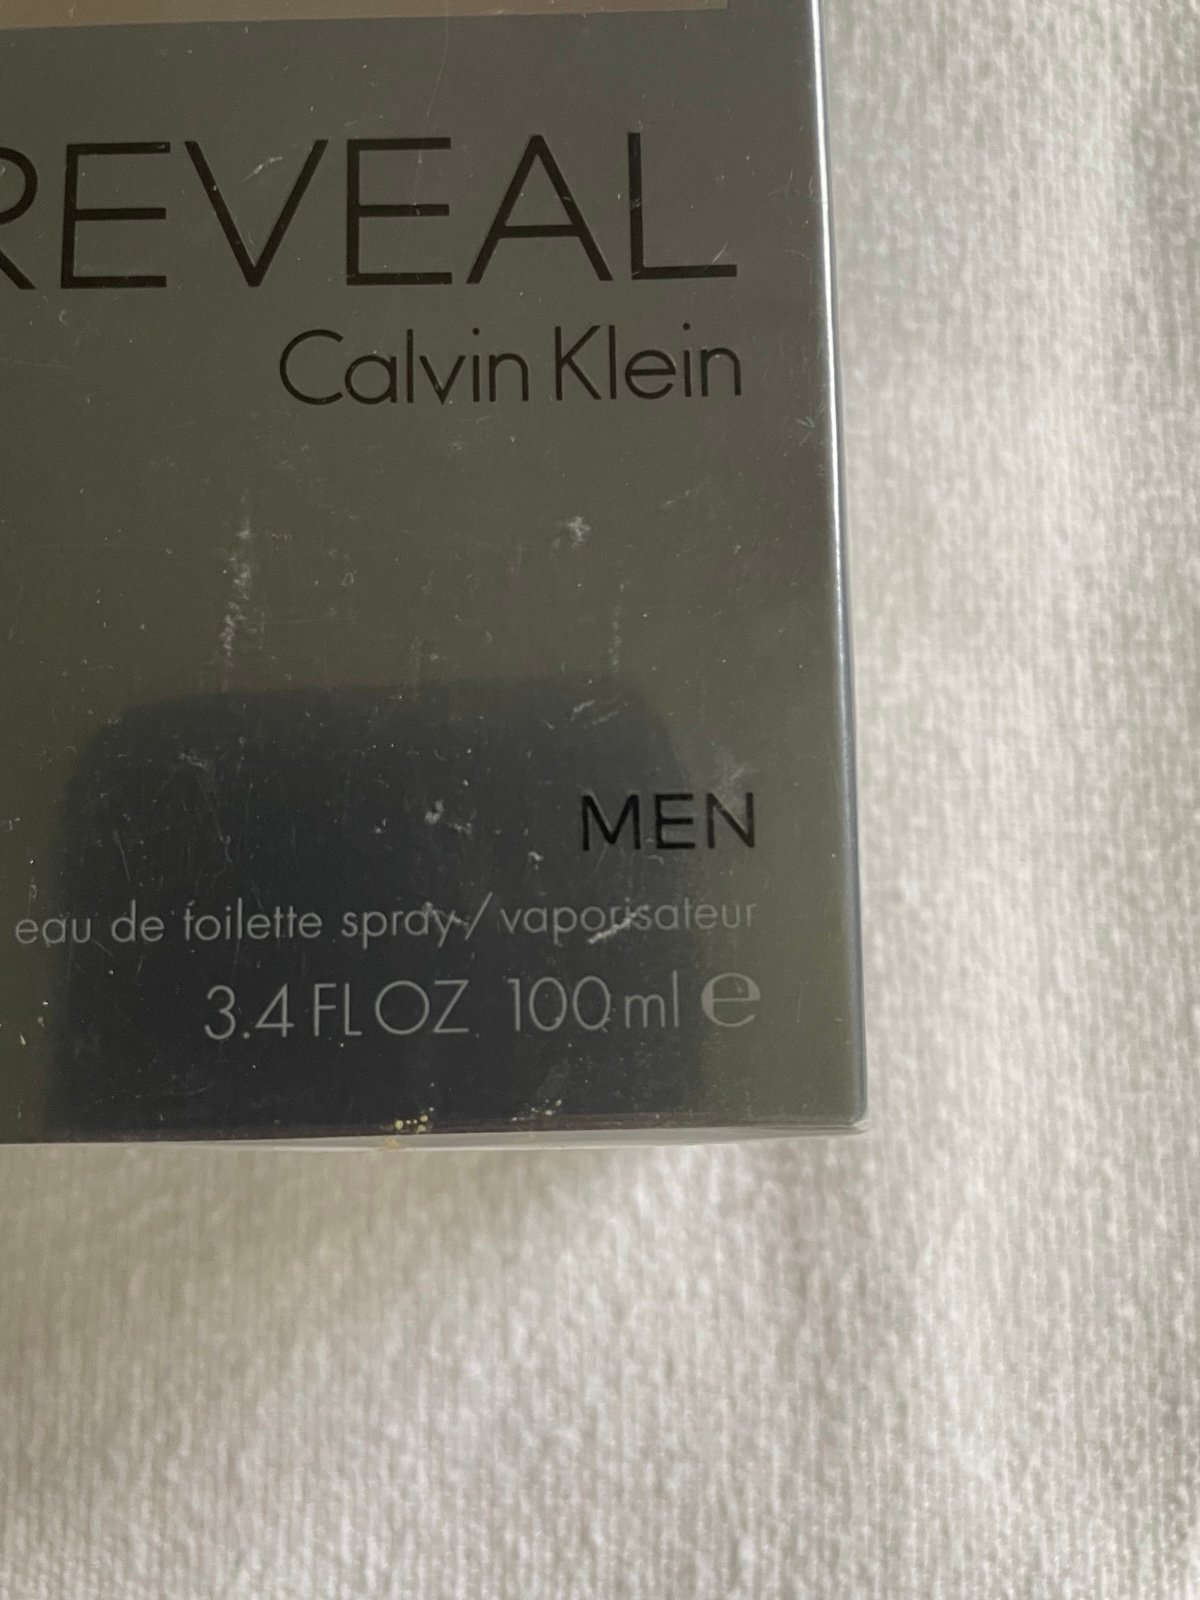 REVEAL
Calvin Klein
MEN
eau de toilette spray/vaporisateur
3.4 FL OZ 100 ml ℮